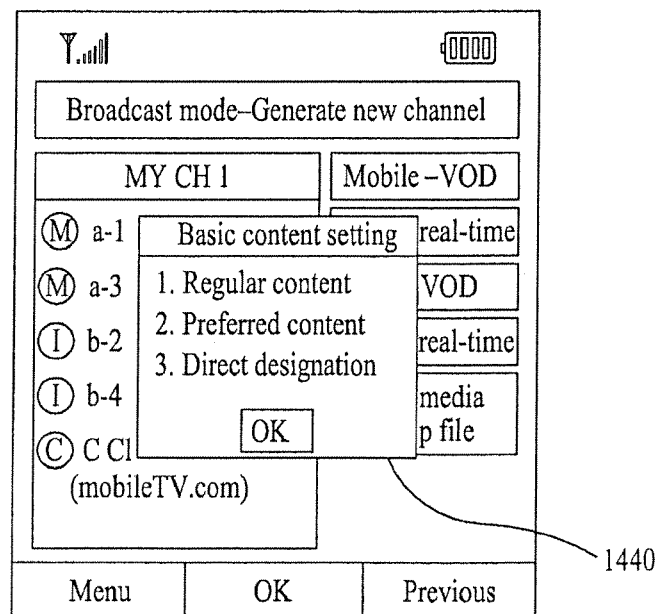 Broadcast mode–Generate new channel
MY CH 1
Mobile–VOD
M a-1
real-time
M a-3
VOD
I b-2
real-time
I b-4
media
p file
C C Cl
(mobileTV.com)
Basic content setting
1. Regular content
2. Preferred content
3. Direct designation
OK
1440
Menu
OK
Previous